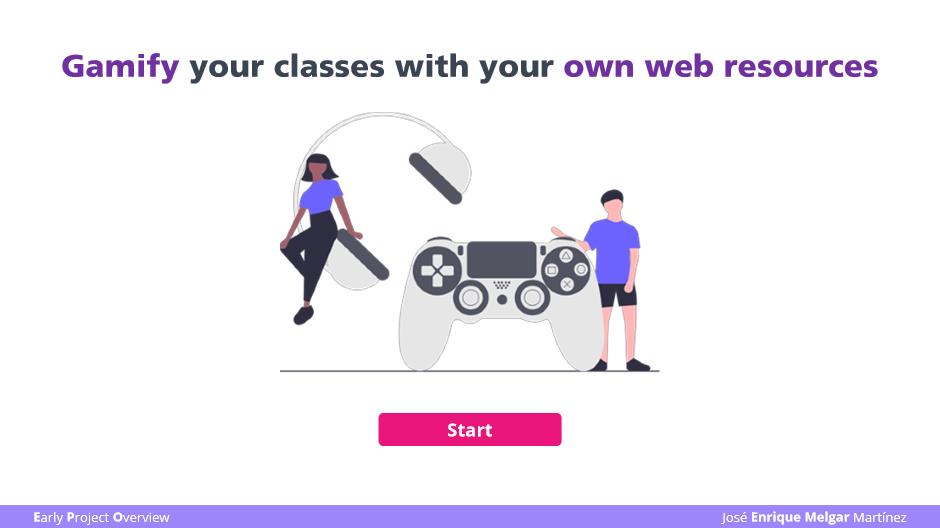 Gamify your classes with your own web resources
Start
Early Project Overview
José Enrique Melgar Martínez